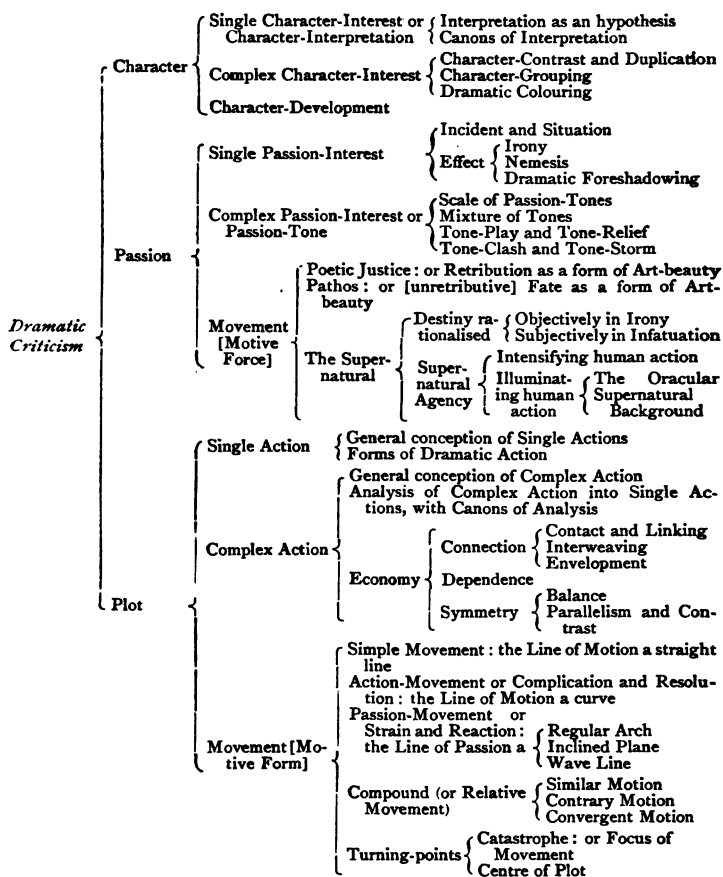 Single Character-Interest or
Character-Interpretation
Interpretation as an hypothesis
Canons of Interpretation
Character
Complex Character-Interest
Character-Contrast and Duplication
Character-Grouping
Dramatic Colouring
Character-Development
Single Passion-Interest
Incident and Situation
Effect
Irony
Nemesis
Dramatic Foreshadowing
Complex Passion-Interest or
Passion-Tone
Scale of Passion-Tones
Mixture of Tones
Tone-Play and Tone-Relief
Tone-Clash and Tone-Storm
Passion
Dramatic
Criticism
Movement
[Motive
Force]
Poetic Justice: or Retribution as a form of Art-beauty
Pathos: or [unretributive] Fate as a form of Art-
beauty
The Super-
natural
Destiny ra-
tionalised
Objectively in Irony
Subjectively in Infatuation
Super-
natural
Agency
Intensifying human action
Illuminat-
ing human
action
The Oracular
Supernatural
Background
Single Action
General conception of Single Actions
Forms of Dramatic Action
Complex Action
General conception of Complex Action
Analysis of Complex Action into Single Ac-
tions, with Canons of Analysis
Economy
Connection
Contact and Linking
Interweaving
Envelopment
Dependence
Symmetry
Balance
Parallelism and Con-
trast
Plot
Movement [Mo-
tive Form]
Simple Movement: the Line of Motion a straight
line
Action-Movement or Complication and Resolu-
tion: the Line of Motion a curve
Passion-Movement or
Strain and Reaction:
the Line of Passion a
Regular Arch
Inclined Plane
Wave Line
Compound (or Relative
Movement)
Similar Motion
Contrary Motion
Convergent Motion
Turning-points
Catastrophe: or Focus of
Movement
Centre of Plot